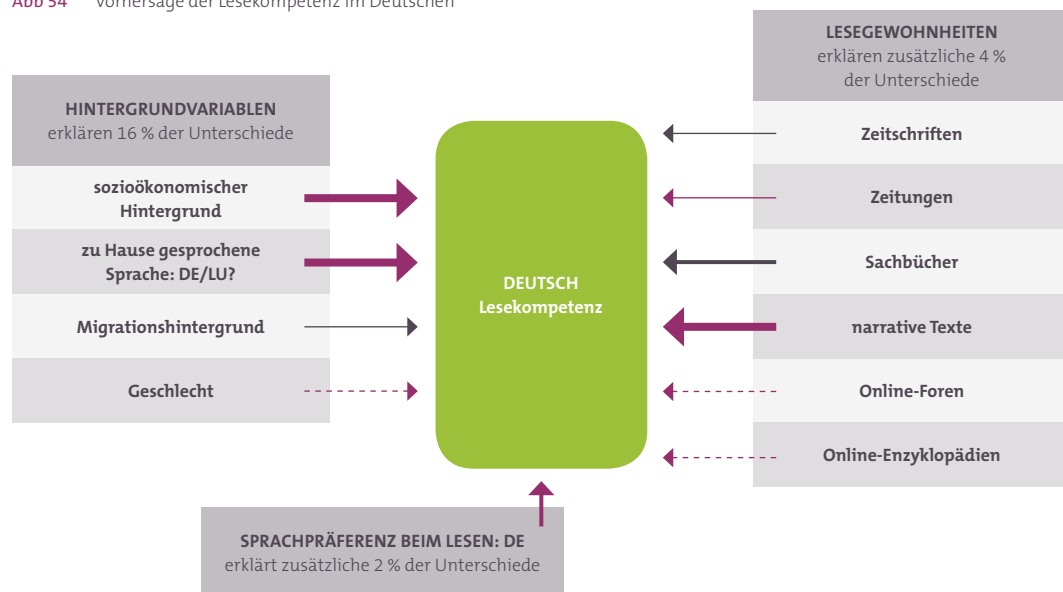 Abb 54 Vorhersage der Lesekompetenz im Deutschen
HINTERGRUNDVARIABLEN
erklären 16 % der Unterschiede
sozioökonomischer
Hintergrund
zu Hause gesprochene
Sprache: DE/LU?
Migrationshintergrund
Geschlecht
DEUTSCH
Lesekompetenz
LESEGEWOHNHEITEN
erklären zusätzliche 4 %
der Unterschiede
Zeitschriften
Zeitungen
Sachbücher
narrative Texte
Online-Foren
Online-Enzyklopädien
SPRACHPRÄFERENZ BEIM LESEN: DE
erklärt zusätzliche 2 % der Unterschiede